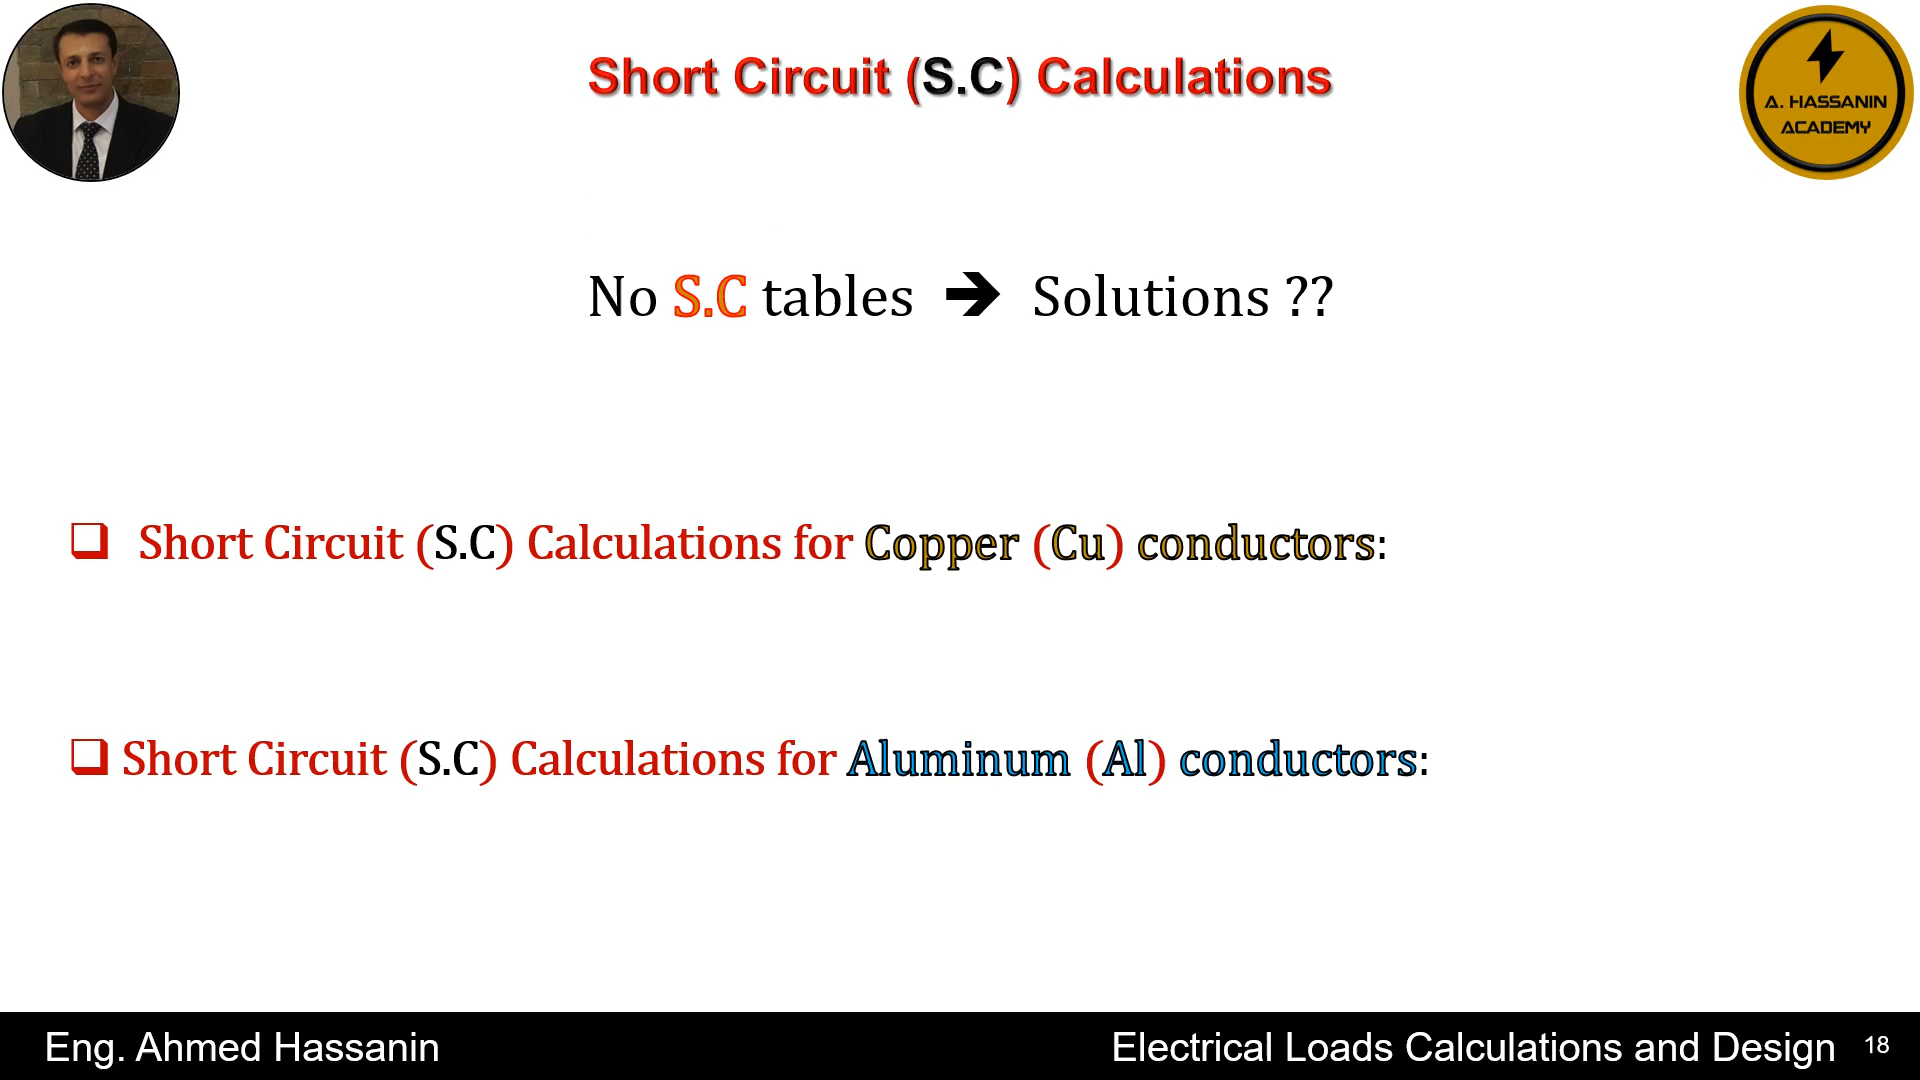 Short Circuit (S.C) Calculations
A. HASSANIN
ACADEMY
No S.C tables ➔ Solutions ??
❑ Short Circuit (S.C) Calculations for Copper (Cu) conductors:
❑ Short Circuit (S.C) Calculations for Aluminum (Al) conductors:
Eng. Ahmed Hassanin
Electrical Loads Calculations and Design 18